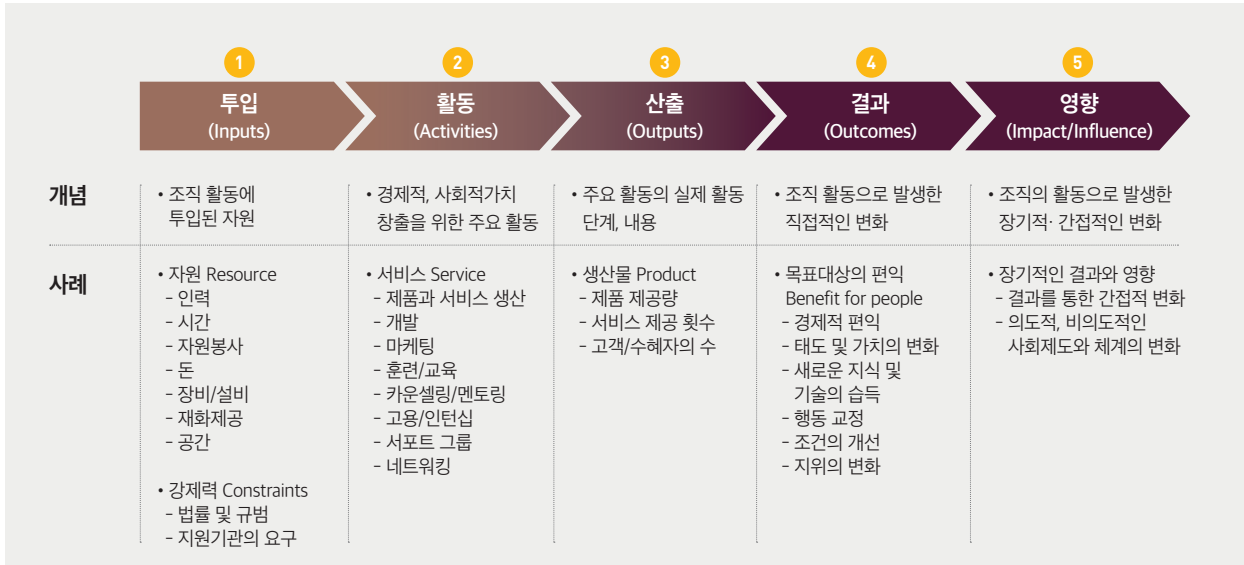 1
투입
(Inputs)
2
활동
(Activities)
3
산출
(Outputs)
4
결과
(Outcomes)
5
영향
(Impact/Influence)
개념
• 조직 활동에
투입된 자원
• 경제적, 사회적가치
창출을 위한 주요 활동
• 주요 활동의 실제 활동
단계, 내용
• 조직 활동으로 발생한
직접적인 변화
• 조직의 활동으로 발생한
장기적· 간접적인 변화
사례
• 자원 Resource
- 인력
- 시간
- 자원봉사
- 돈
- 장비/설비
- 재화제공
- 공간
• 강제력 Constraints
- 법률 및 규범
- 지원기관의 요구
• 서비스 Service
- 제품과 서비스 생산
- 개발
- 마케팅
- 훈련/교육
- 카운셀링/멘토링
- 고용/인턴십
- 서포트 그룹
- 네트워킹
• 생산물 Product
- 제품 제공량
- 서비스 제공 횟수
- 고객/수혜자의 수
• 목표대상의 편익
Benefit for people
- 경제적 편익
- 태도 및 가치의 변화
- 새로운 지식 및
기술의 습득
- 행동 교정
- 조건의 개선
- 지위의 변화
• 장기적인 결과와 영향
- 결과를 통한 간접적 변화
- 의도적, 비의도적인
사회제도와 체계의 변화